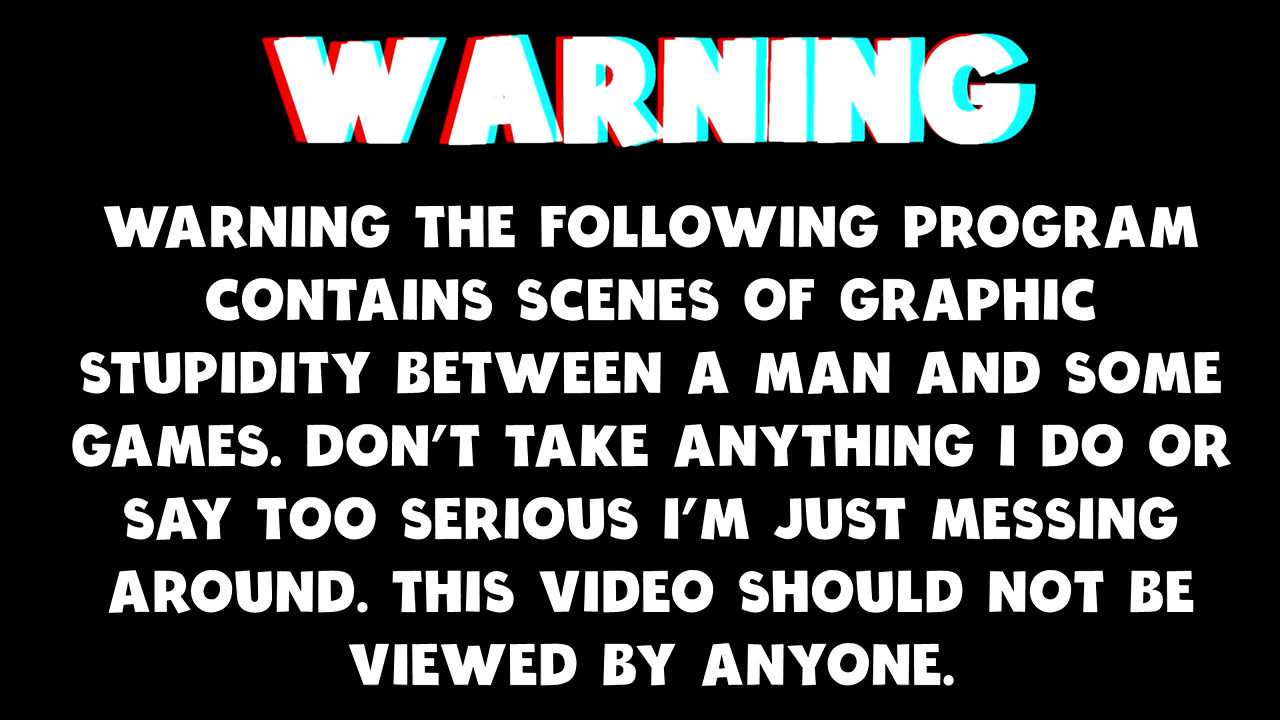 WARNING
WARNING THE FOLLOWING PROGRAM
CONTAINS SCENES OF GRAPHIC
STUPIDITY BETWEEN A MAN AND SOME
GAMES. DON'T TAKE ANYTHING I DO OR
SAY TOO SERIOUS I'M JUST MESSING
AROUND. THIS VIDEO SHOULD NOT BE
VIEWED BY ANYONE.